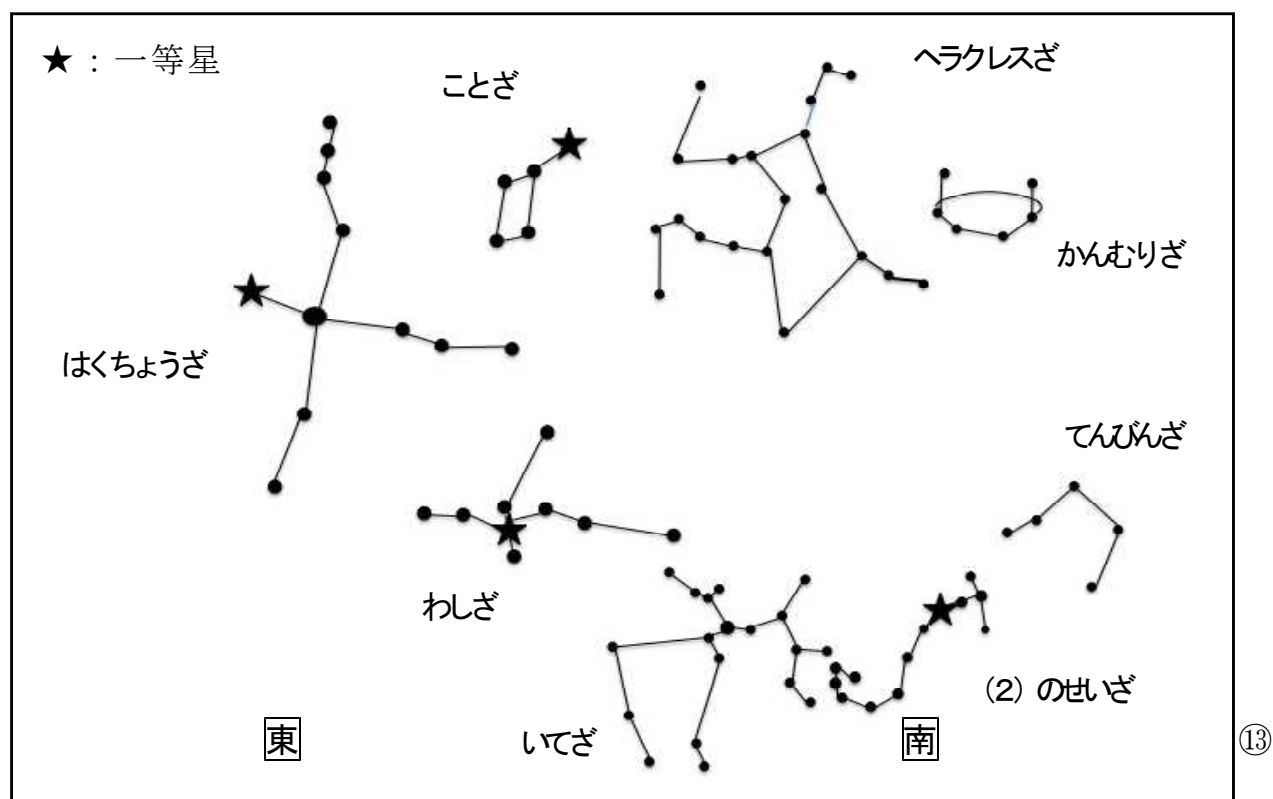 ★：一等星
ことざ
ヘラクレスざ
かんむりざ
はくちょうざ
てんびんざ
わしざ
(2) のせいざ
いてざ
東
南
⑬